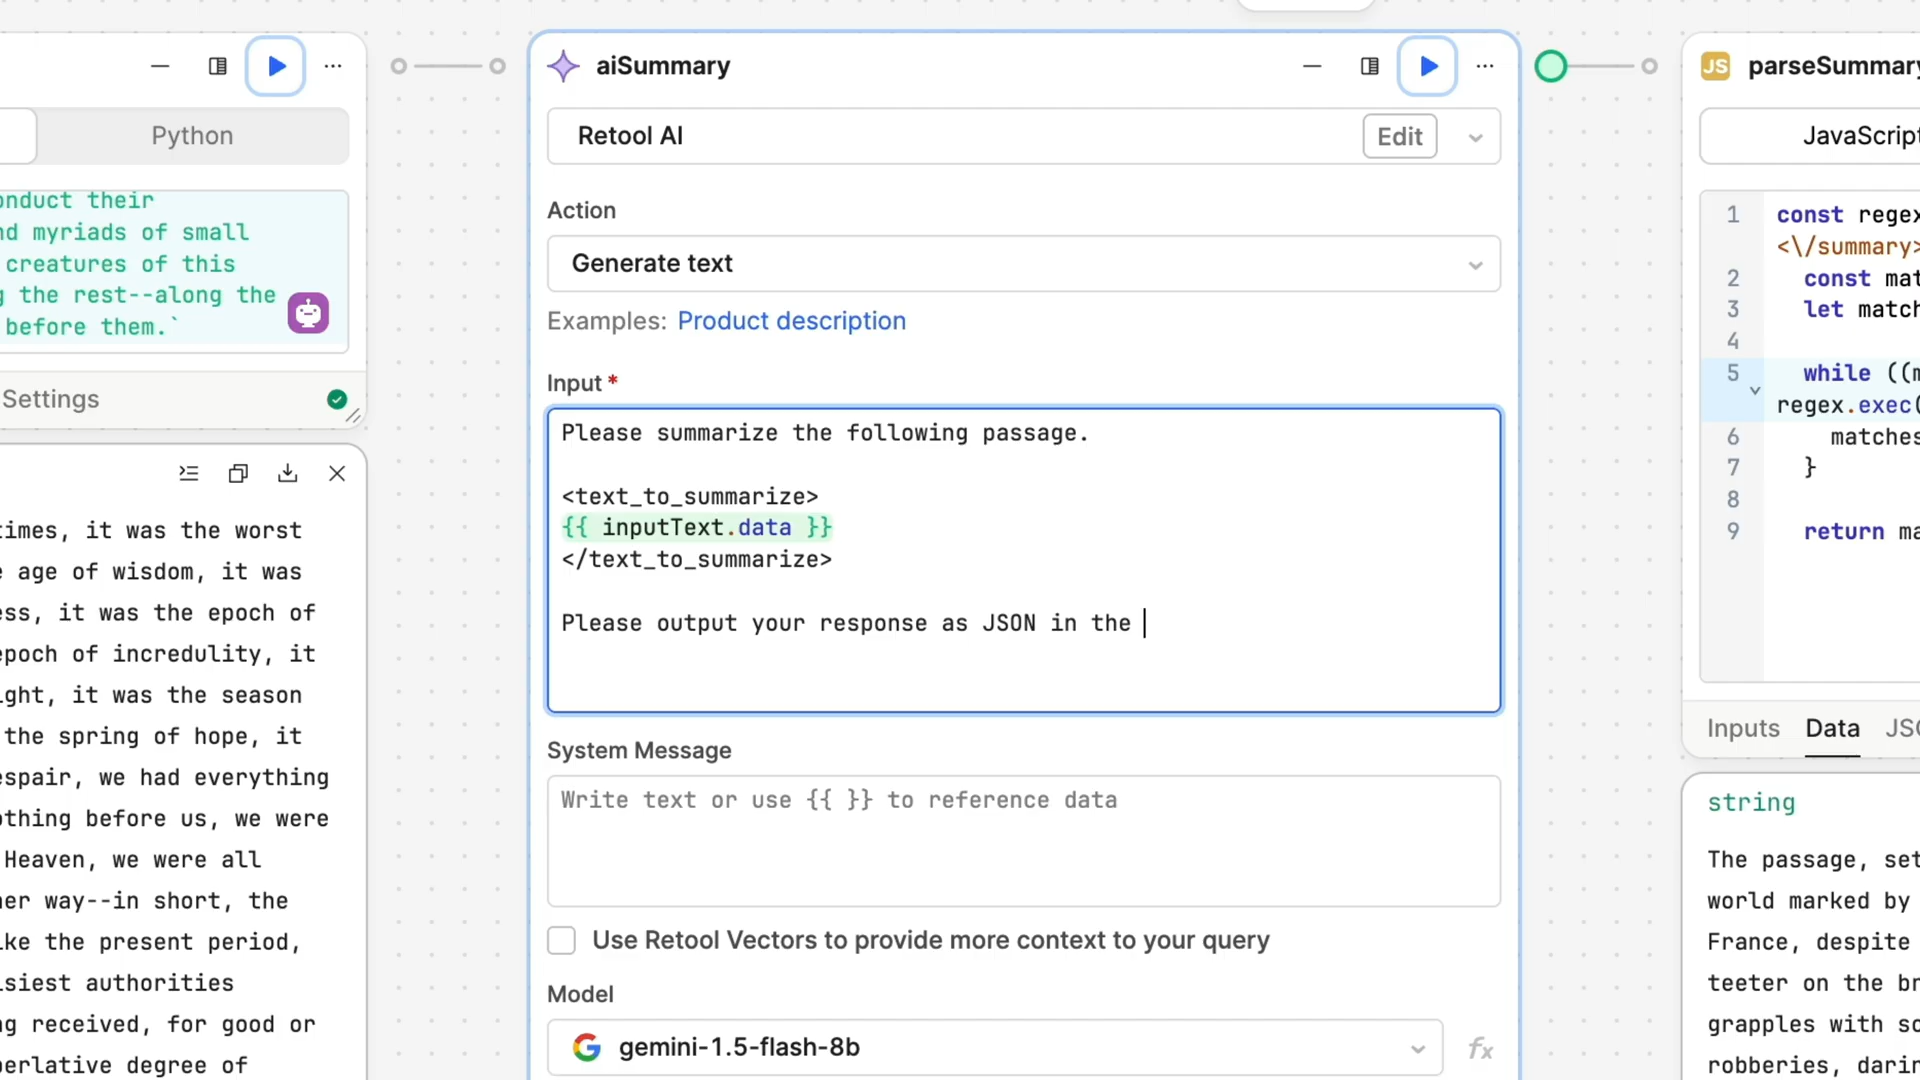 Python
onduct their
nd myriads of small
creatures of this
g the rest--along the
before them.`
Settings
times, it was the worst
e age of wisdom, it was
ess, it was the epoch of
epoch of incredulity, it
ight, it was the season
the spring of hope, it
espair, we had everything
othing before us, we were
Heaven, we were all
her way--in short, the
ike the present period,
isiest authorities
ng received, for good or
perlative degree of
aiSummary
Retool AI
Edit
Action
Generate text
Examples: Product description
Input *
Please summarize the following passage.
<text_to_summarize>
{{ inputText.data }}
</text_to_summarize>
Please output your response as JSON in the
System Message
Write text or use {{ }} to reference data
Use Retool Vectors to provide more context to your query
Model
gemini-1.5-flash-8b
fx
JS parseSummary
JavaScript
1 const regex
<\/summary>
2 const mat
3 let match
4
5 while ((m
regex.exec(
6 matches
7 }
8
9 return ma
Inputs Data JSO
string
The passage, set
world marked by
France, despite
teeter on the br
grapples with so
robberies, darin